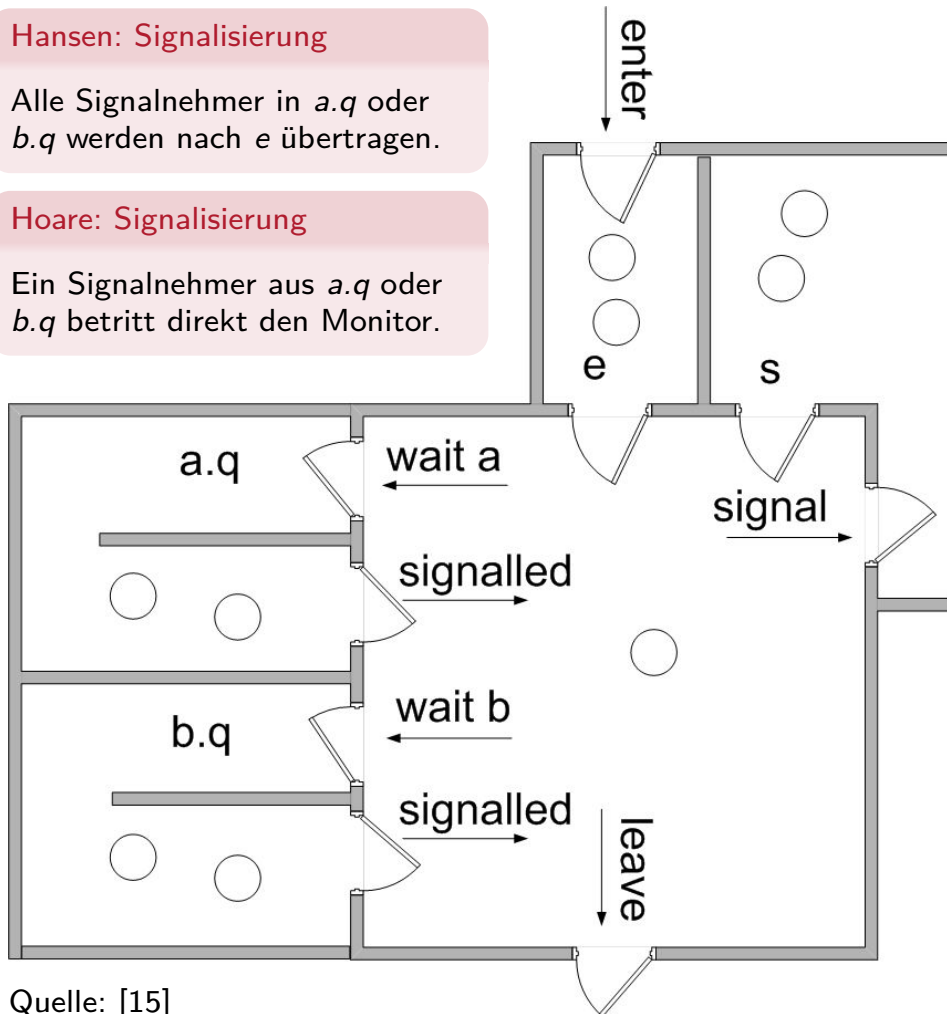 Hansen: Signalisierung
Alle Signalnehmer in a.q oder
b.q werden nach e übertragen.
Hoare: Signalisierung
Ein Signalnehmer aus a.q oder
b.q betritt direkt den Monitor.
enter
e
s
a.q
wait a
signal
signalled
b.q
wait b
signalled
leave
Quelle: [15]